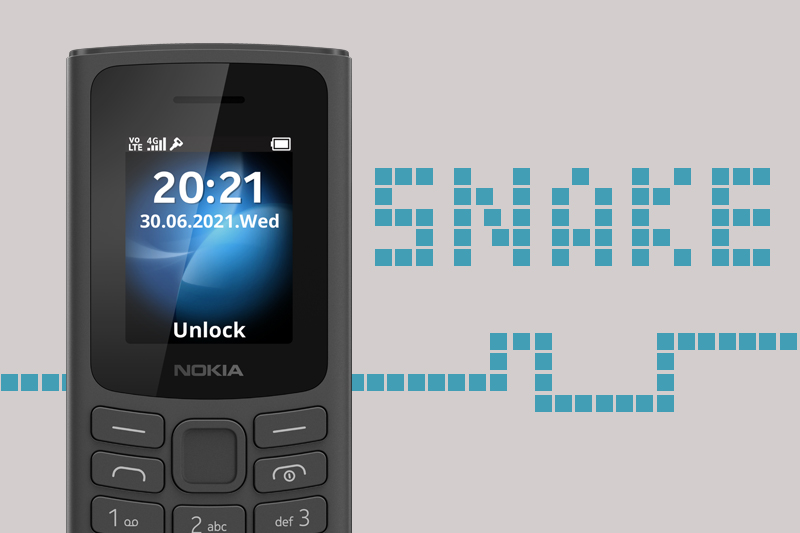 VO LTE 4G
20:21
30.06.2021.Wed
Unlock
NOKIA
SNAKE
1
2 abc
def 3